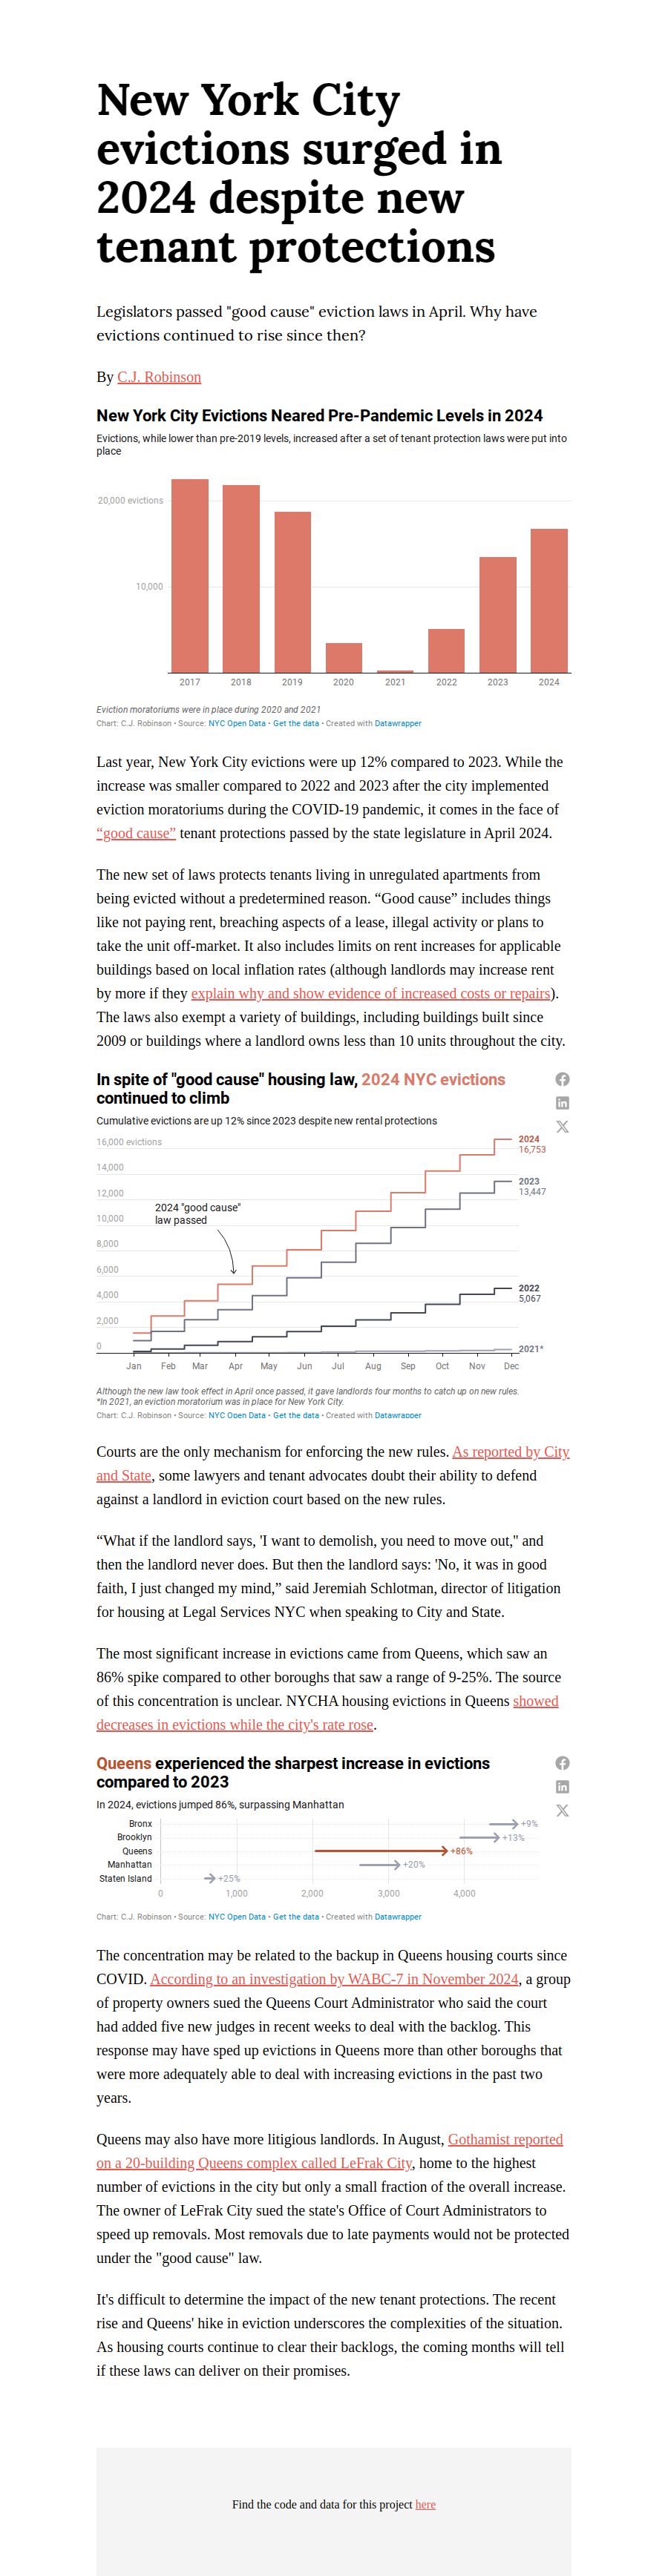 New York City
evictions surged in
2024 despite new
tenant protections
Legislators passed "good cause" eviction laws in April. Why have
evictions continued to rise since then?
By C.J. Robinson
New York City Evictions Neared Pre-Pandemic Levels in 2024
Evictions, while lower than pre-2019 levels, increased after a set of tenant protection laws were put into
place
20,000 evictions
10,000
2017 2018 2019 2020 2021 2022 2023 2024
Eviction moratoriums were in place during 2020 and 2021
Chart: C.J. Robinson • Source: NYC Open Data • Get the data • Created with Datawrapper
Last year, New York City evictions were up 12% compared to 2023. While the
increase was smaller compared to 2022 and 2023 after the city implemented
eviction moratoriums during the COVID-19 pandemic, it comes in the face of
“good cause” tenant protections passed by the state legislature in April 2024.
The new set of laws protects tenants living in unregulated apartments from
being evicted without a predetermined reason. “Good cause” includes things
like not paying rent, breaching aspects of a lease, illegal activity or plans to
take the unit off-market. It also includes limits on rent increases for applicable
buildings based on local inflation rates (although landlords may increase rent
by more if they explain why and show evidence of increased costs or repairs).
The laws also exempt a variety of buildings, including buildings built since
2009 or buildings where a landlord owns less than 10 units throughout the city.
In spite of "good cause" housing law, 2024 NYC evictions
continued to climb
Cumulative evictions are up 12% since 2023 despite new rental protections
16,000 evictions
14,000
12,000
10,000
8,000
6,000
4,000
2,000
0
2024 "good cause"
law passed
2024
16,753
2023
13,447
2022
5,067
2021*
Jan Feb Mar Apr May Jun Jul Aug Sep Oct Nov Dec
Although the new law took effect in April once passed, it gave landlords four months to catch up on new rules.
*In 2021, an eviction moratorium was in place for New York City.
Chart: C.J. Robinson • Source: NYC Open Data • Get the data • Created with Datawrapper
Courts are the only mechanism for enforcing the new rules. As reported by City
and State, some lawyers and tenant advocates doubt their ability to defend
against a landlord in eviction court based on the new rules.
“What if the landlord says, 'I want to demolish, you need to move out," and
then the landlord never does. But then the landlord says: 'No, it was in good
faith, I just changed my mind,” said Jeremiah Schlotman, director of litigation
for housing at Legal Services NYC when speaking to City and State.
The most significant increase in evictions came from Queens, which saw an
86% spike compared to other boroughs that saw a range of 9-25%. The source
of this concentration is unclear. NYCHA housing evictions in Queens showed
decreases in evictions while the city's rate rose.
Queens experienced the sharpest increase in evictions
compared to 2023
In 2024, evictions jumped 86%, surpassing Manhattan
Bronx +9%
Brooklyn +13%
Queens +86%
Manhattan +20%
Staten Island +25%
0 1,000 2,000 3,000 4,000
Chart: C.J. Robinson • Source: NYC Open Data • Get the data • Created with Datawrapper
The concentration may be related to the backup in Queens housing courts since
COVID. According to an investigation by WABC-7 in November 2024, a group
of property owners sued the Queens Court Administrator who said the court
had added five new judges in recent weeks to deal with the backlog. This
response may have sped up evictions in Queens more than other boroughs that
were more adequately able to deal with increasing evictions in the past two
years.
Queens may also have more litigious landlords. In August, Gothamist reported
on a 20-building Queens complex called LeFrak City, home to the highest
number of evictions in the city but only a small fraction of the overall increase.
The owner of LeFrak City sued the state's Office of Court Administrators to
speed up removals. Most removals due to late payments would not be protected
under the "good cause" law.
It's difficult to determine the impact of the new tenant protections. The recent
rise and Queens' hike in eviction underscores the complexities of the situation.
As housing courts continue to clear their backlogs, the coming months will tell
if these laws can deliver on their promises.
Find the code and data for this project here